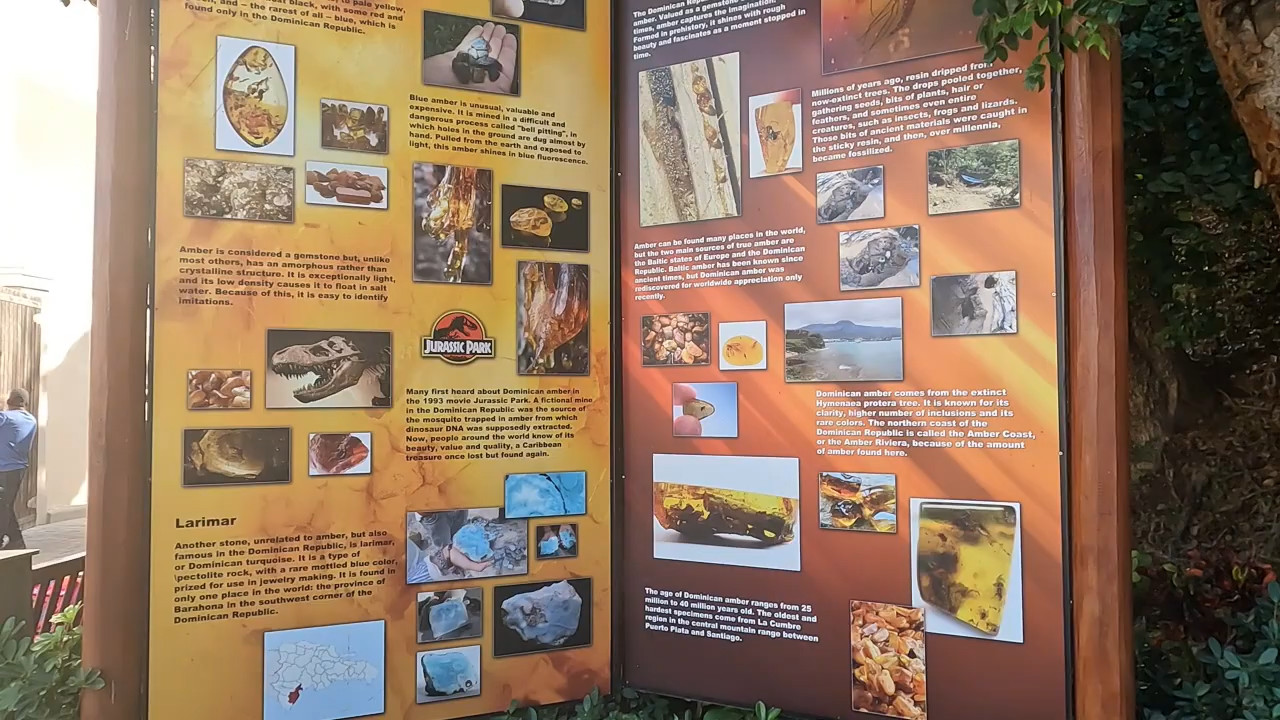 to pale yellow,
most black, with some red and
and – the rarest of all – blue, which is
found only in the Dominican Republic.
Blue amber is unusual, valuable and
expensive. It is mined in a difficult and
dangerous process called "bell pitting", in
which holes in the ground are dug almost by
hand. Pulled from the earth and exposed to
light, this amber shines in blue fluorescence.
Amber is considered a gemstone but, unlike
most others, has an amorphous rather than
crystalline structure. It is exceptionally light,
and its low density causes it to float in salt
water. Because of this, it is easy to identify
imitations.
JURASSIC PARK
Many first heard about Dominican amber in
the 1993 movie Jurassic Park. A fictional mine
in the Dominican Republic was the source of
the mosquito trapped in amber from which
dinosaur DNA was supposedly extracted.
Now, people around the world know of its
beauty, value and quality, a Caribbean
treasure once lost but found again.
Larimar
Another stone, unrelated to amber, but also
famous in the Dominican Republic, is larimar,
or Dominican turquoise. It is a type of
pectolite rock, with a rare mottled blue color,
prized for use in jewelry making. It is found in
only one place in the world: the province of
Barahona in the southwest corner of the
Dominican Republic.
The Dominican
amber. Valued as a gemstone
times, amber captures the imagination.
Formed in prehistory, it shines with rough
beauty and fascinates as a moment stopped in
time.
Millions of years ago, resin dripped from
now-extinct trees. The drops pooled together,
gathering seeds, bits of plants, hair or
feathers, and sometimes even entire
creatures, such as insects, frogs and lizards.
Those bits of ancient materials were caught in
the sticky resin, and then, over millennia,
became fossilized.
Amber can be found many places in the world,
but the two main sources of true amber are
the Baltic states of Europe and the Dominican
Republic. Baltic amber has been known since
ancient times, but Dominican amber was
rediscovered for worldwide appreciation only
recently.
Dominican amber comes from the extinct
Hymenaea protera tree. It is known for its
clarity, higher number of inclusions and its
rare colors. The northern coast of the
Dominican Republic is called the Amber Coast,
or the Amber Riviera, because of the amount
of amber found here.
The age of Dominican amber ranges from 25
million to 40 million years old. The oldest and
hardest specimens come from La Cumbre
region in the central mountain range between
Puerto Plata and Santiago.